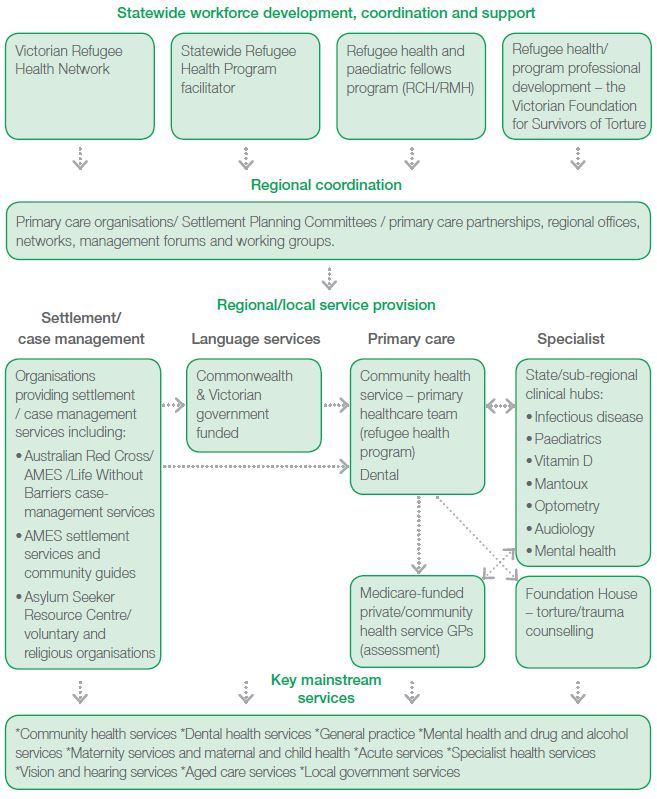 Statewide workforce development, coordination and support
Victorian Refugee
Health Network
Statewide Refugee
Health Program
facilitator
Refugee health and
paediatric fellows
program (RCH/RMH)
Refugee health/
program professional
development – the
Victorian Foundation
for Survivors of Torture
Regional coordination
Primary care organisations/ Settlement Planning Committees / primary care partnerships, regional offices,
networks, management forums and working groups.
Regional/local service provision
Settlement/
case management
Organisations
providing settlement
/ case management
services including:
• Australian Red Cross/
AMES /Life Without
Barriers case-
management services
• AMES settlement
services and
community guides
• Asylum Seeker
Resource Centre/
voluntary and
religious organisations
Language services
Commonwealth
& Victorian
government
funded
Primary care
Community health
service – primary
healthcare team
(refugee health
program)
Dental
Medicare-funded
private/community
health service GPs
(assessment)
Specialist
State/sub-regional
clinical hubs:
• Infectious disease
• Paediatrics
• Vitamin D
• Mantoux
• Optometry
• Audiology
• Mental health
Foundation House
– torture/trauma
counselling
Key mainstream
services
*Community health services *Dental health services *General practice *Mental health and drug and alcohol
services *Maternity services and maternal and child health *Acute services *Specialist health services
*Vision and hearing services *Aged care services *Local government services